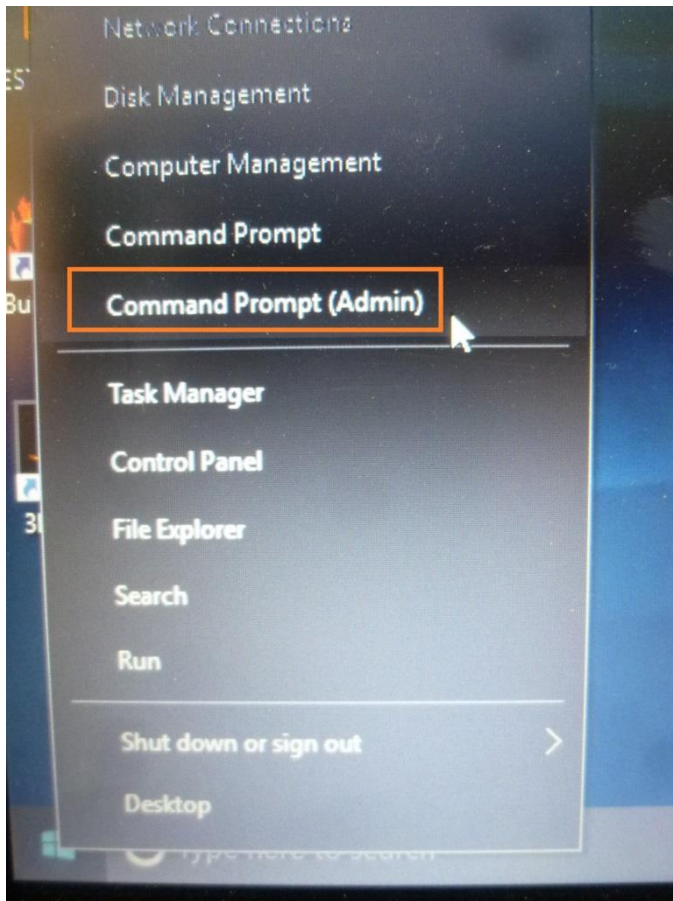 Network Connections
Disk Management
Computer Management
Command Prompt
Command Prompt (Admin)
Task Manager
Control Panel
File Explorer
Search
Run
Shut down or sign out
Desktop
Type here to search